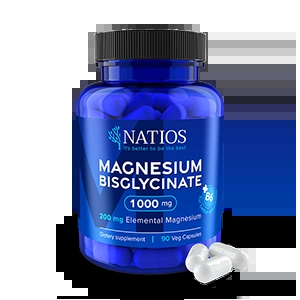 NATIOS
It's better to be the best
MAGNESIUM
BISGLYCINATE
1000 mg
+B6
200 mg Elemental Magnesium
Dietary supplement | 90 Veg Capsules